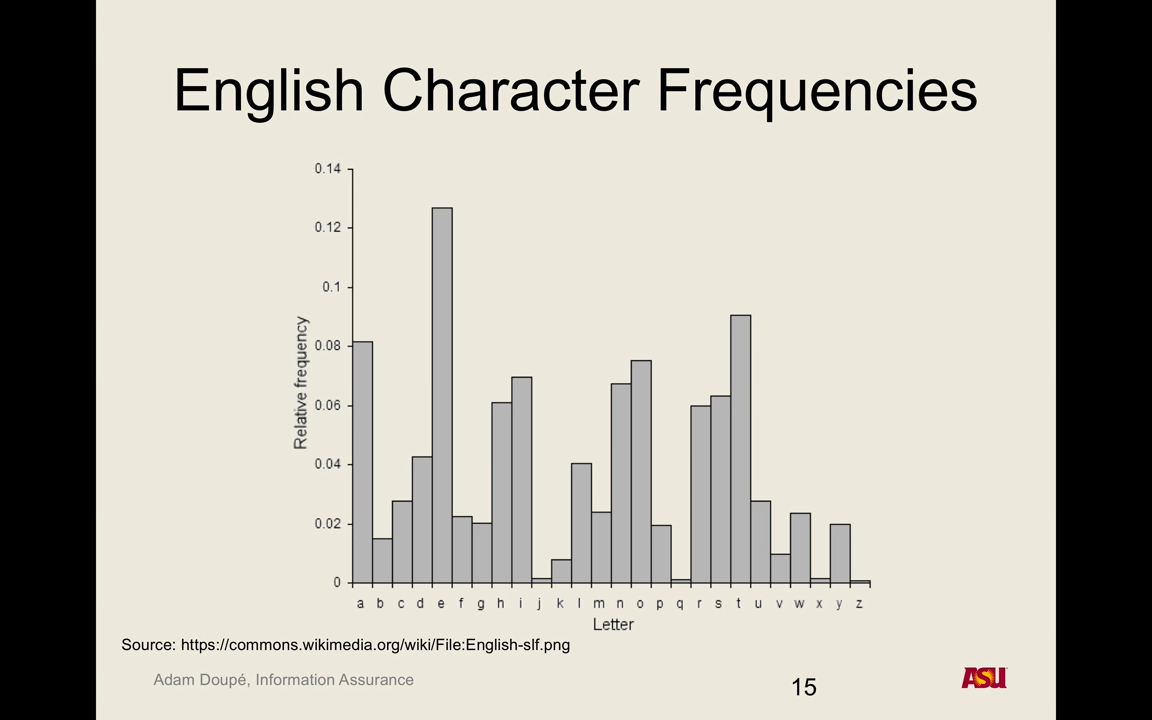 English Character Frequencies
0.14
0.12
0.1
0.08
0.06
0.04
0.02
0
Relative frequency
a b c d e f g h i j k l m n o p q r s t u v w x y z
Letter
Source: https://commons.wikimedia.org/wiki/File:English-slf.png
Adam Doupé, Information Assurance
15
ASU